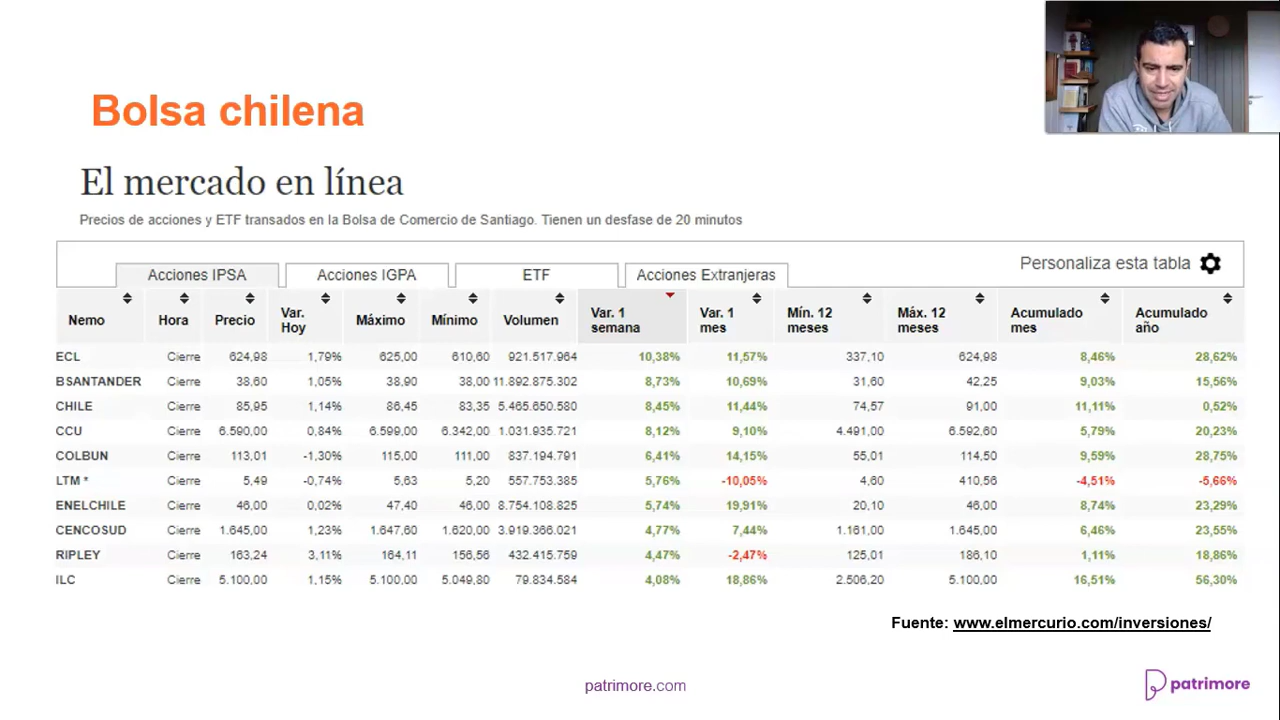 Bolsa chilena
El mercado en línea
Precios de acciones y ETF transados en la Bolsa de Comercio de Santiago. Tienen un desfase de 20 minutos
Acciones IPSA Acciones IGPA ETF Acciones Extranjeras Personaliza esta tabla
Nemo Hora Precio Var. Hoy Máximo Mínimo Volumen Var. 1 semana Var. 1 mes Mín. 12 meses Máx. 12 meses Acumulado mes Acumulado año
ECL Cierre 624,98 1,79% 625,00 610,60 921.517.964 10,38% 11,57% 337,10 624,98 8,46% 28,62%
BSANTANDER Cierre 38,60 1,05% 38,90 38,00 11.892.875.302 8,73% 10,69% 31,60 42,25 9,03% 15,56%
CHILE Cierre 85,95 1,14% 86,45 83,35 5.465.650.580 8,45% 11,44% 74,57 91,00 11,11% 0,52%
CCU Cierre 6.590,00 0,84% 6.599,00 6.342,00 1.031.935.721 8,12% 9,10% 4.491,00 6.592,60 5,79% 20,23%
COLBUN Cierre 113,01 -1,30% 115,00 111,00 837.194.791 6,41% 14,15% 55,01 114,50 9,59% 28,75%
LTM * Cierre 5,49 -0,74% 5,63 5,20 557.753.385 5,76% -10,05% 4,60 410,56 -4,51% -5,66%
ENELCHILE Cierre 46,00 0,02% 47,40 46,00 8.754.108.825 5,74% 19,91% 20,10 46,00 8,74% 23,29%
CENCOSUD Cierre 1.645,00 1,23% 1.647,60 1.620,00 3.919.366.021 4,77% 7,44% 1.161,00 1.645,00 6,46% 23,55%
RIPLEY Cierre 163,24 3,11% 164,11 156,56 432.415.759 4,47% -2,47% 125,01 186,10 1,11% 18,86%
ILC Cierre 5.100,00 1,15% 5.100,00 5.049,80 79.834.584 4,08% 18,86% 2.506,20 5.100,00 16,51% 56,30%
Fuente: www.elmercurio.com/inversiones/
patrimore.com
patrimore